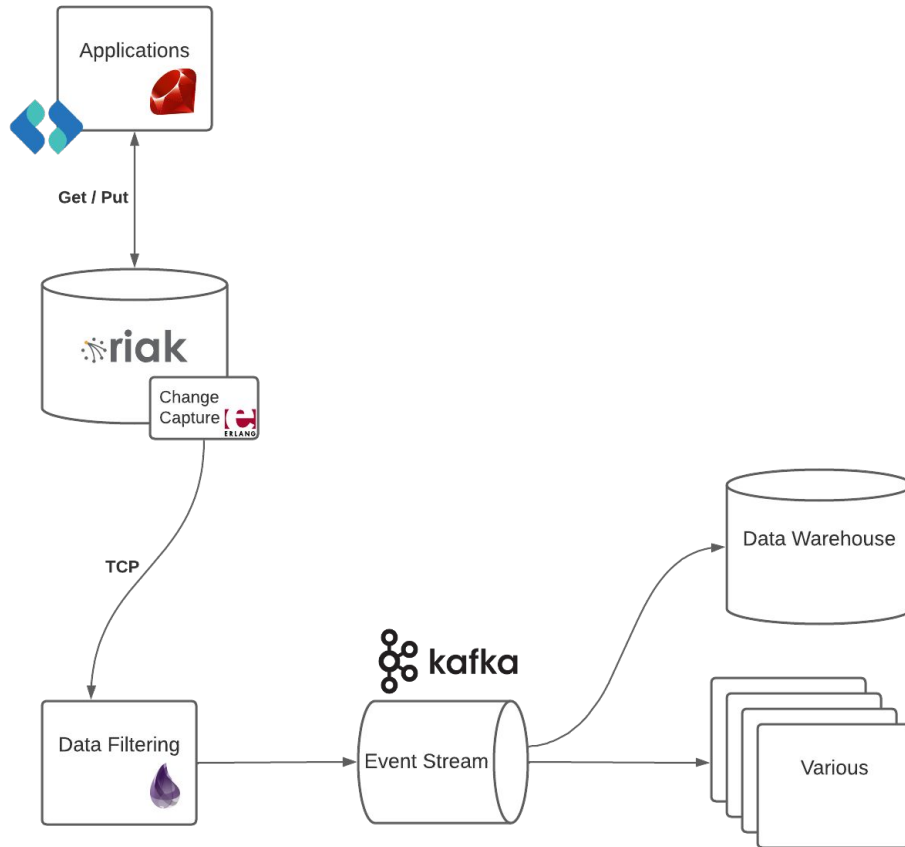 Applications
Get / Put
riak
Change
Capture
e
ERLANG
TCP
Data Warehouse
kafka
Data Filtering
Event Stream
Various